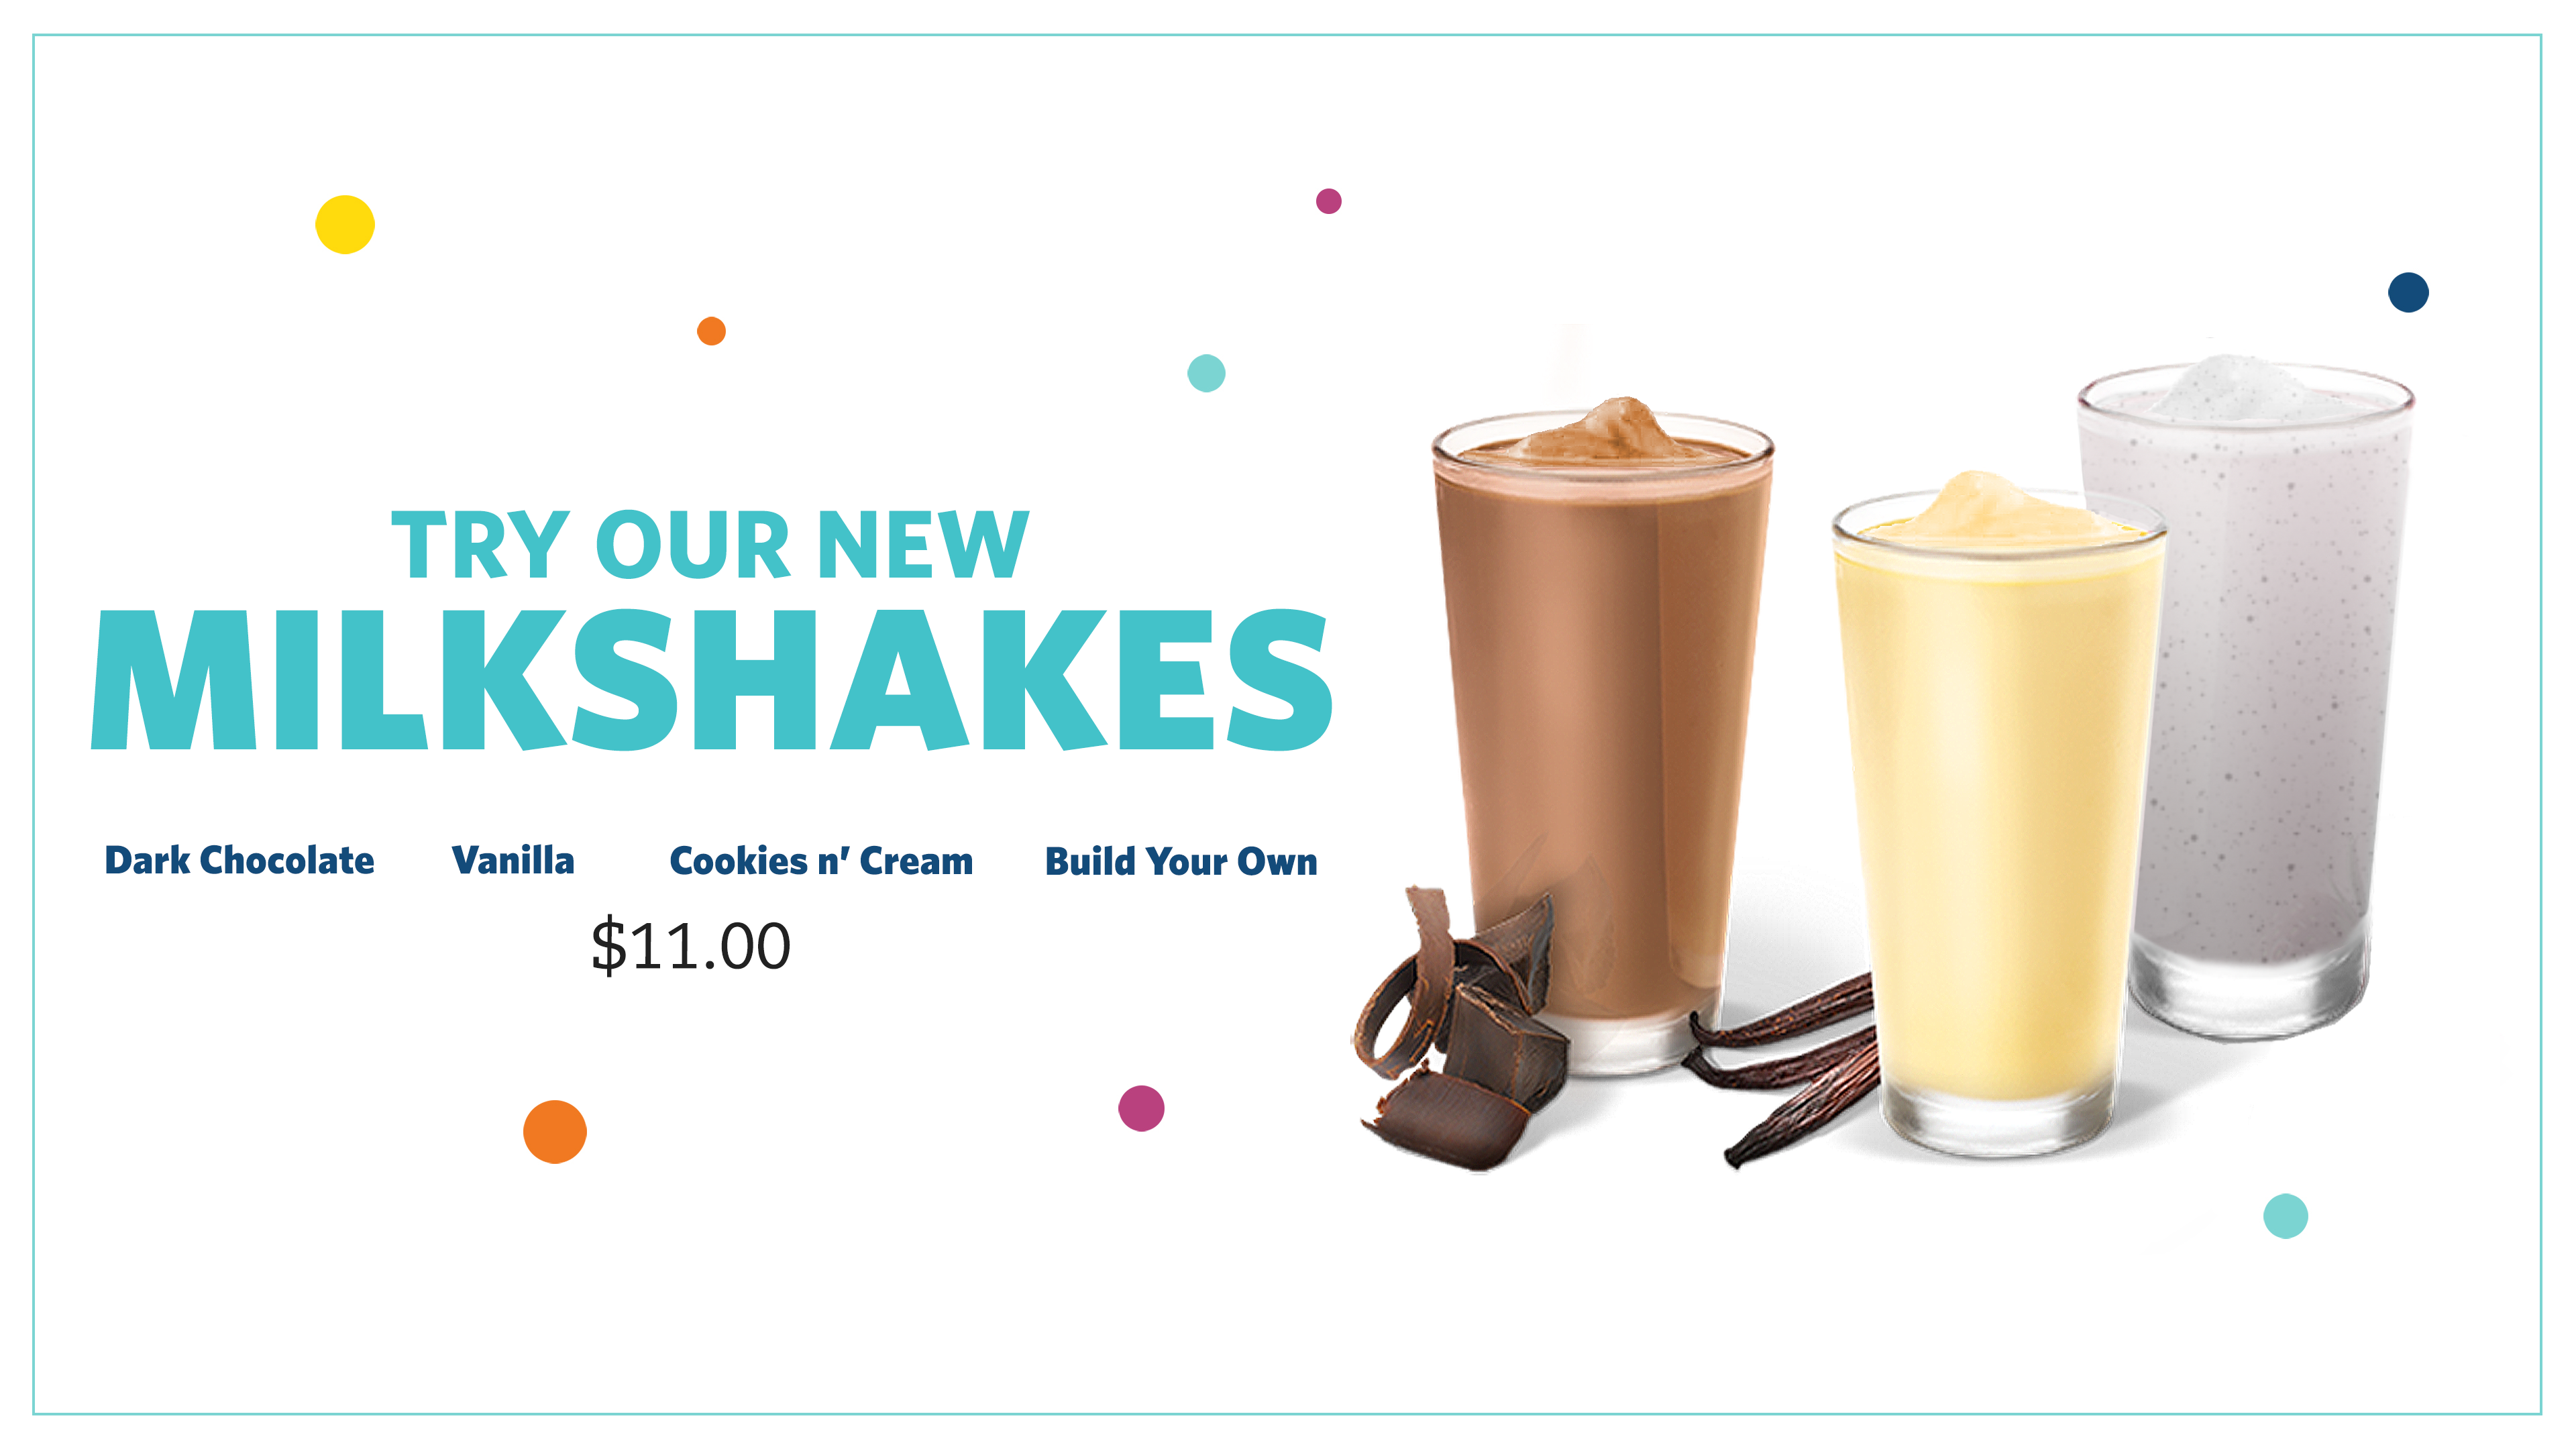 TRY OUR NEW
MILKSHAKES
Dark Chocolate Vanilla Cookies n’ Cream Build Your Own
$11.00